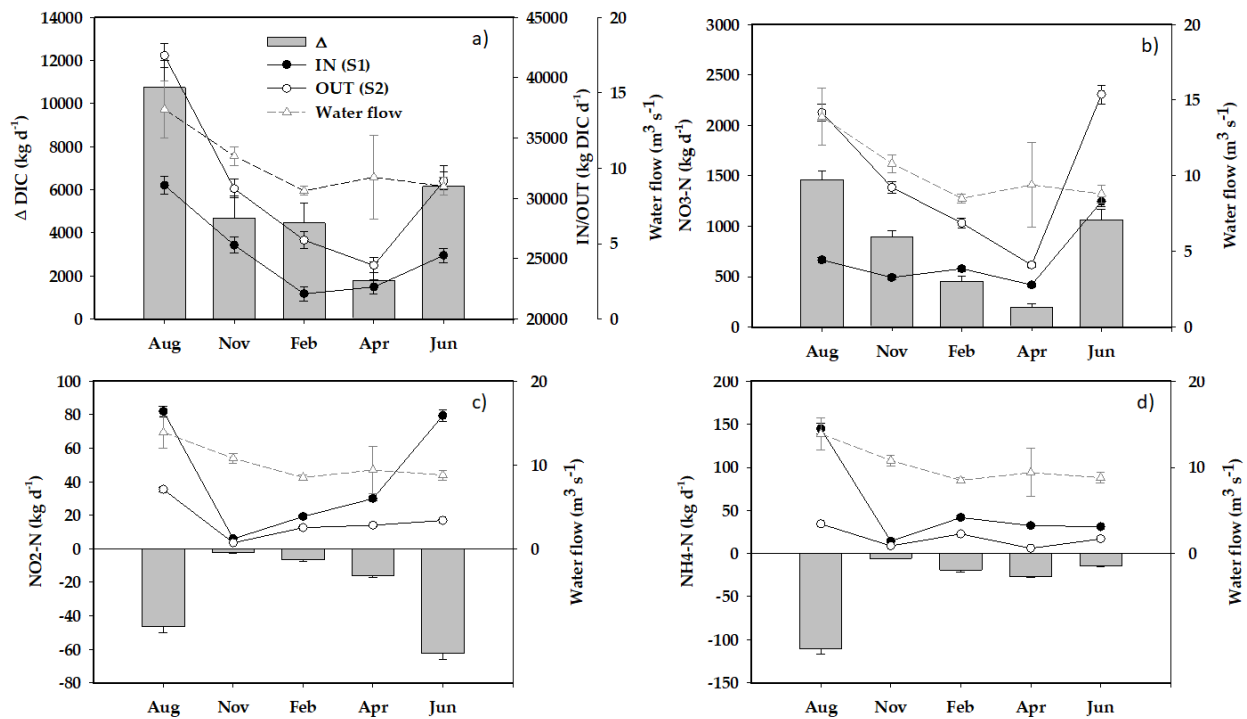 a)
Δ
IN (S1)
OUT (S2)
Water flow
14000
12000
10000
8000
6000
4000
2000
0
Δ DIC (kg d⁻¹)
45000
40000
35000
30000
25000
20000
IN/OUT (kg DIC d⁻¹)
20
15
10
5
0
Water flow (m³ s⁻¹)
Aug Nov Feb Apr Jun
b)
3000
2500
2000
1500
1000
500
0
NO3-N (kg d⁻¹)
20
15
10
5
0
Water flow (m³ s⁻¹)
Aug Nov Feb Apr Jun
c)
100
80
60
40
20
0
-20
-40
-60
-80
NO2-N (kg d⁻¹)
20
10
0
Water flow (m³ s⁻¹)
Aug Nov Feb Apr Jun
d)
200
150
100
50
0
-50
-100
-150
NH4-N (kg d⁻¹)
20
10
0
Water flow (m³ s⁻¹)
Aug Nov Feb Apr Jun